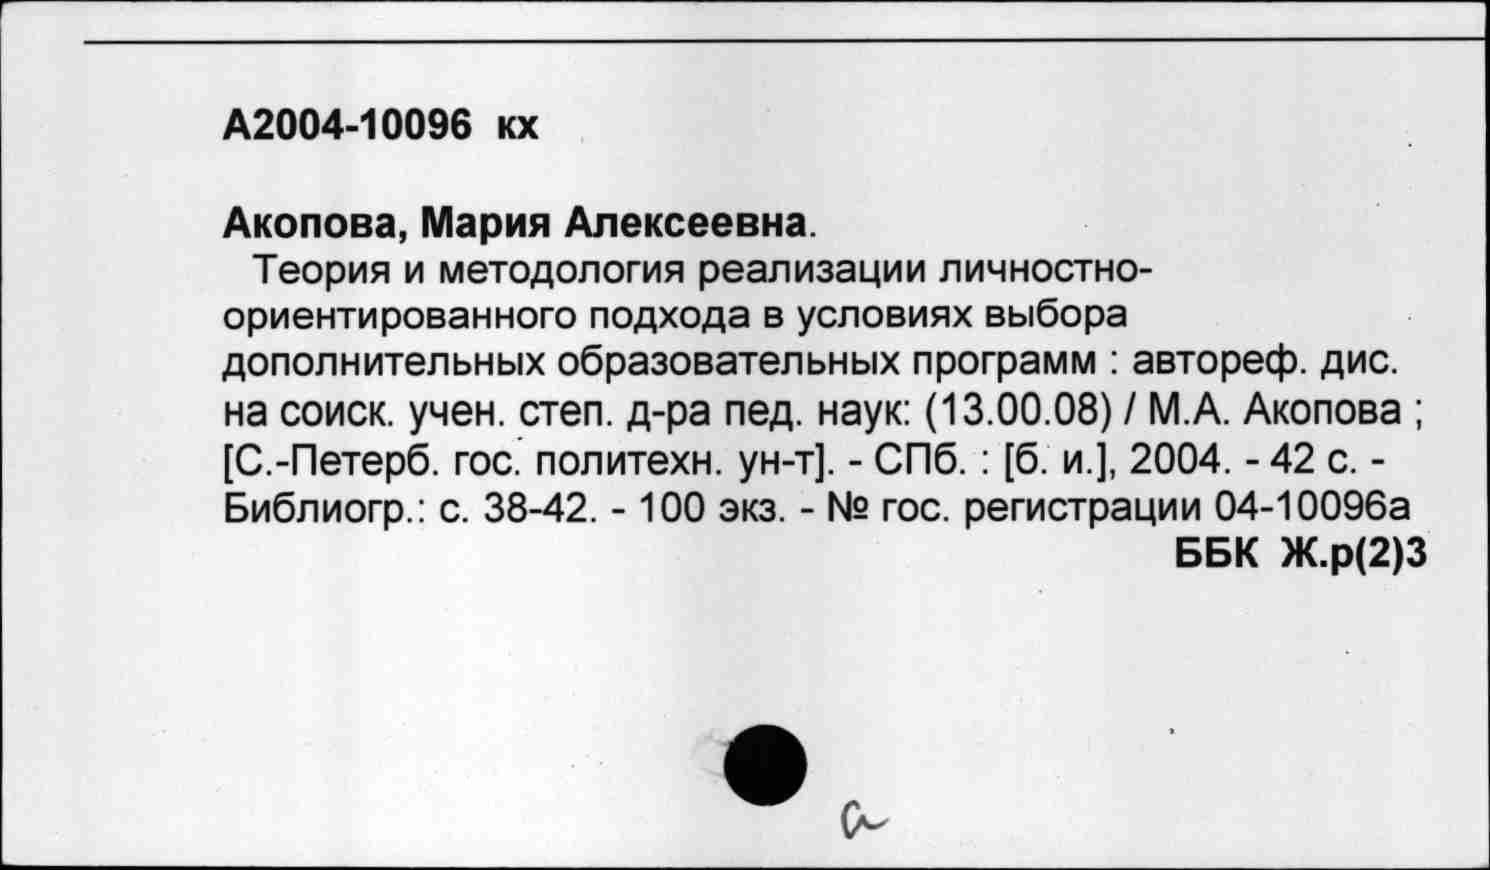 А2004-10096 кх
Акопова, Мария Алексеевна.
Теория и методология реализации личностно-
ориентированного подхода в условиях выбора
дополнительных образовательных программ : автореф. дис.
на соиск. учен. степ. д-ра пед. наук: (13.00.08) / М.А. Акопова ;
[С.-Петерб. гос. политехн. ун-т]. - СПб. : [б. и.], 2004. - 42 с. -
Библиогр.: с. 38-42. - 100 экз. - № гос. регистрации 04-10096а
ББК Ж.р(2)3